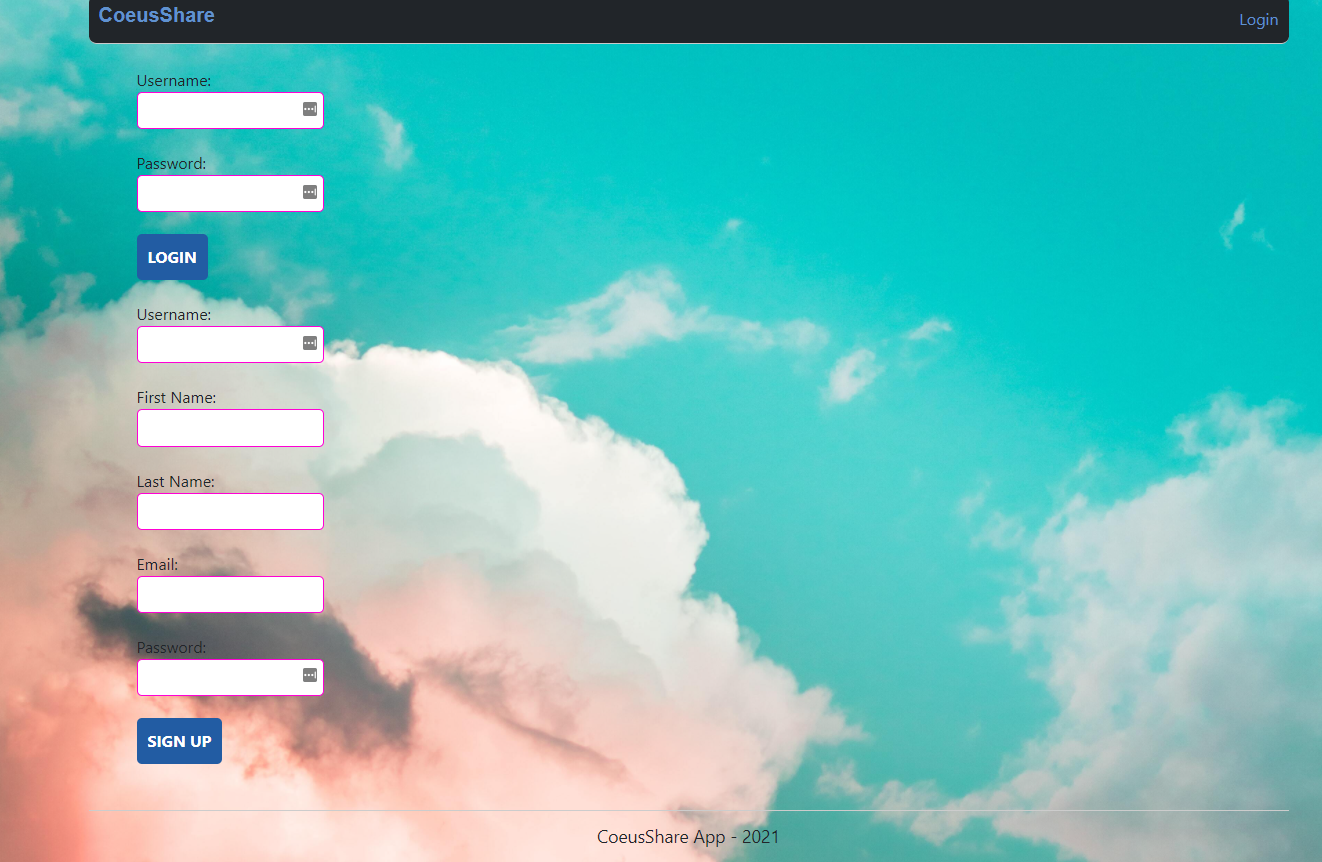 CoeusShare
Login
Username:
Password:
LOGIN
Username:
First Name:
Last Name:
Email:
Password:
SIGN UP
CoeusShare App - 2021